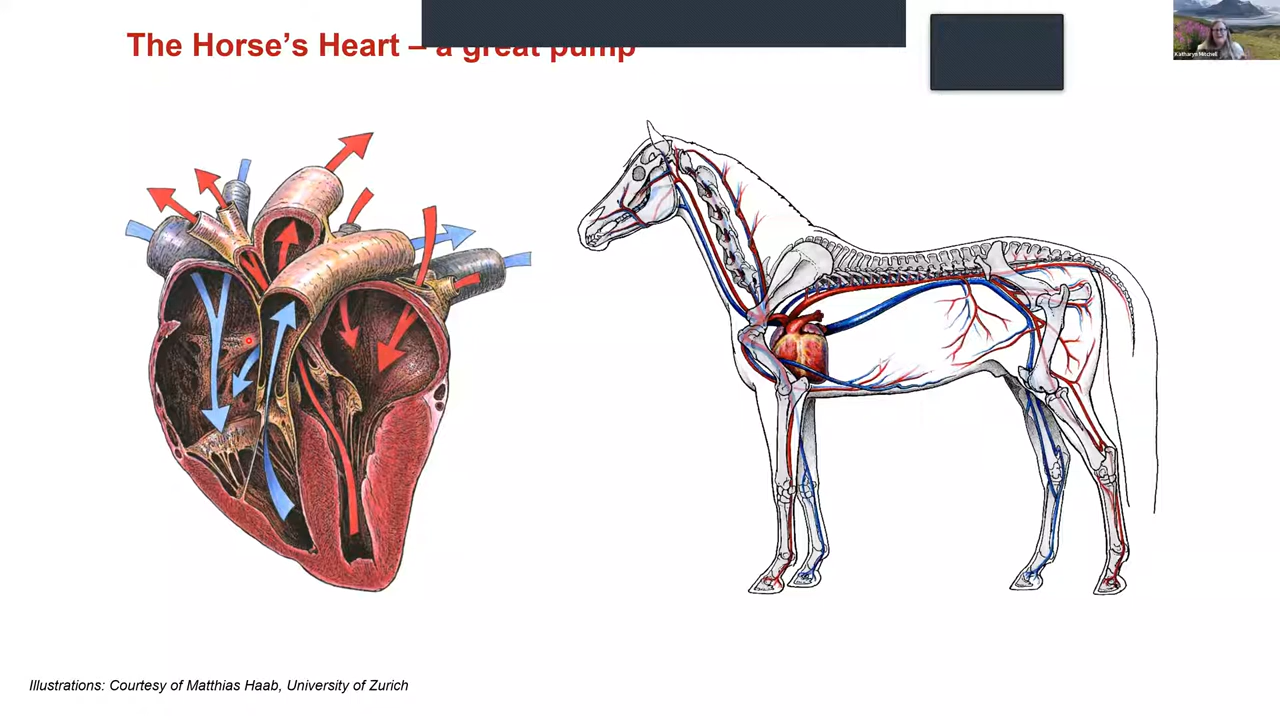 The Horse's Heart – a great pump
Katharyn Mitchell
Illustrations: Courtesy of Matthias Haab, University of Zurich